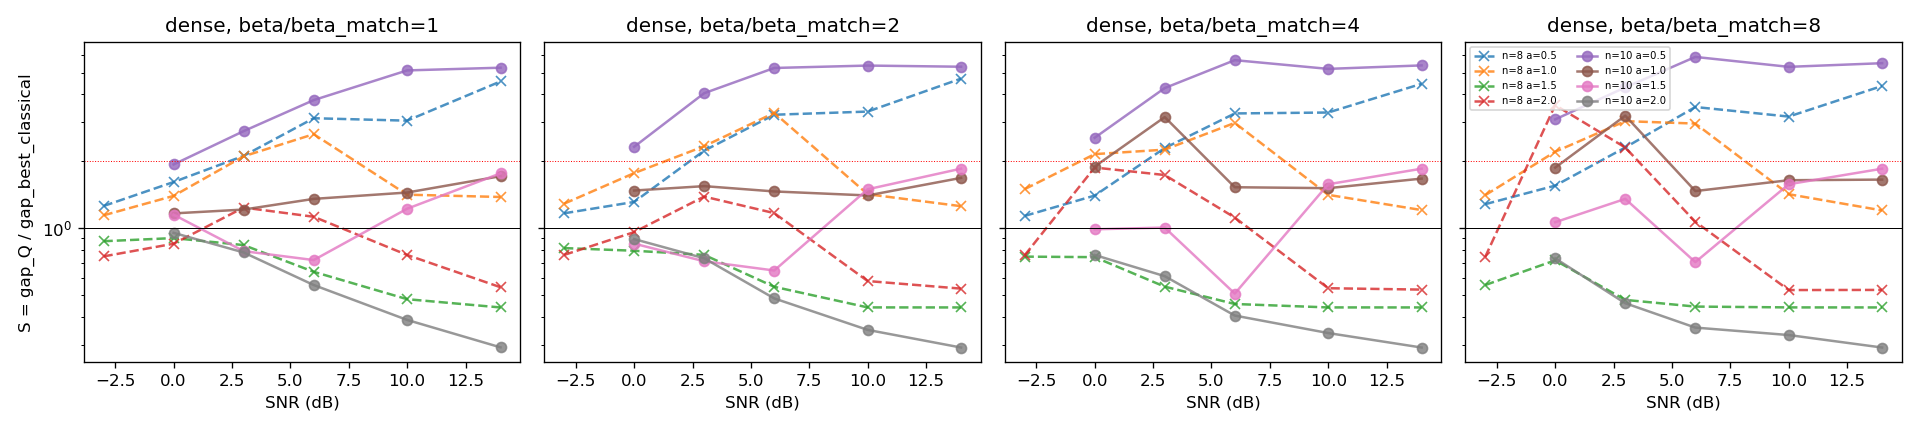 dense, beta/beta_match=1
dense, beta/beta_match=2
dense, beta/beta_match=4
dense, beta/beta_match=8
S = gap_Q / gap_best_classical
10⁰
n=8 a=0.5
n=8 a=1.0
n=8 a=1.5
n=8 a=2.0
n=10 a=0.5
n=10 a=1.0
n=10 a=1.5
n=10 a=2.0
−2.5 0.0 2.5 5.0 7.5 10.0 12.5
−2.5 0.0 2.5 5.0 7.5 10.0 12.5
−2.5 0.0 2.5 5.0 7.5 10.0 12.5
−2.5 0.0 2.5 5.0 7.5 10.0 12.5
SNR (dB)
SNR (dB)
SNR (dB)
SNR (dB)